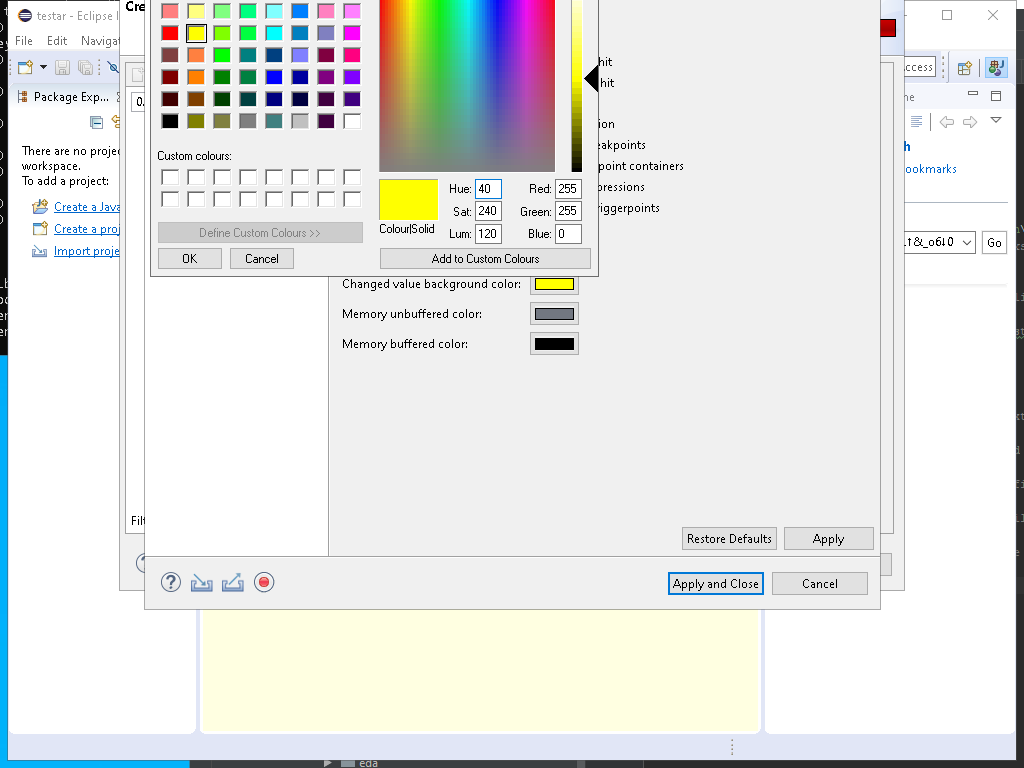 testar - Eclipse I
Cre
File Edit Navigat
Package Exp...
There are no proje
workspace.
To add a project:
Create a Java
Create a proj
Import proje
0.
Custom colours:
Define Custom Colours >>
OK Cancel
Colour|Solid
Hue: 40 Red: 255
Sat: 240 Green: 255
Lum: 120 Blue: 0
Add to Custom Colours
hit
hit
ion
eakpoints
point containers
pressions
riggerpoints
Changed value background color:
Memory unbuffered color:
Memory buffered color:
Filt
Restore Defaults Apply
Apply and Close Cancel
ccess
ne
h
ookmarks
Go
eda